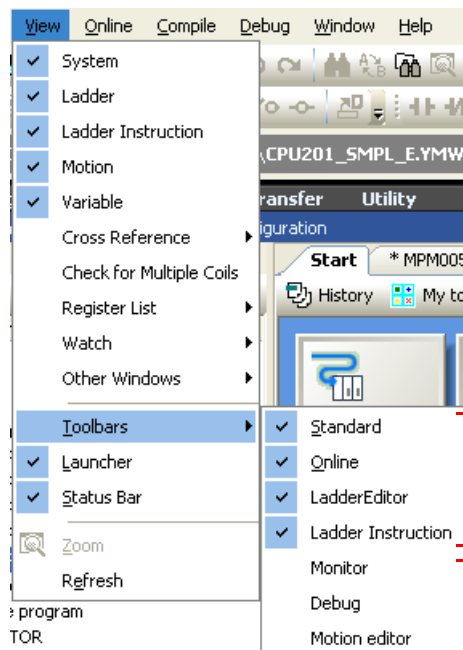 View Online Compile Debug Window Help
System
Ladder
Ladder Instruction
\CPU201_SMPL_E.YMW
Motion
Variable
ransfer Utility
Cross Reference
iguration
Start * MPM005
Check for Multiple Coils
History My to
Register List
Watch
Other Windows
Toolbars
Standard
Launcher
Online
Status Bar
LadderEditor
Ladder Instruction
Zoom
Monitor
Refresh
Debug
e program
TOR
Motion editor